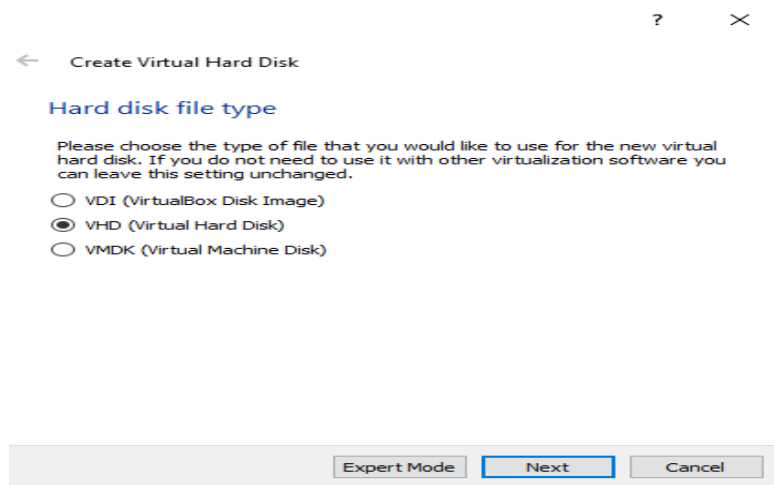 ?
Create Virtual Hard Disk
Hard disk file type
Please choose the type of file that you would like to use for the new virtual
hard disk. If you do not need to use it with other virtualization software you
can leave this setting unchanged.
VDI (VirtualBox Disk Image)
VHD (Virtual Hard Disk)
VMDK (Virtual Machine Disk)
Expert Mode Next Cancel